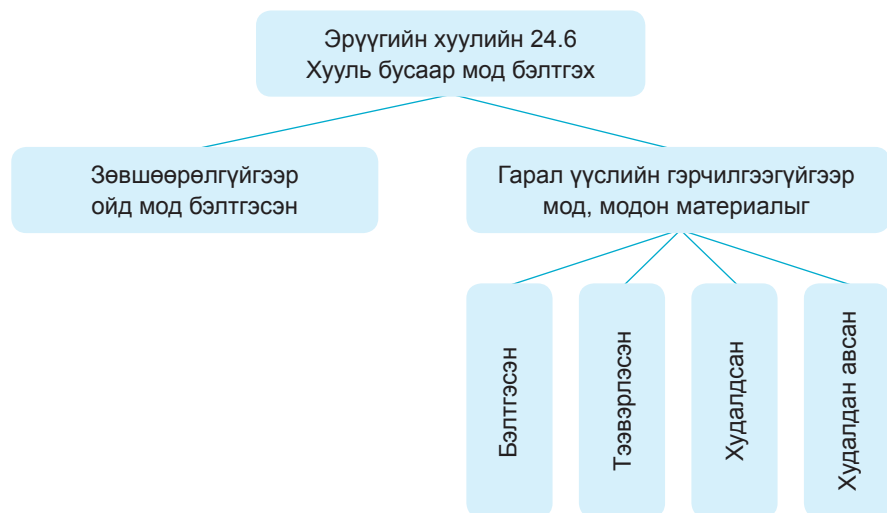 Эрүүгийн хуулийн 24.6
Хууль бусаар мод бэлтгэх
Зөвшөөрөлгүйгээр
ойд мод бэлтгэсэн
Гарал үүслийн гэрчилгээгүйгээр
мод, модон материалыг
Бэлтгэсэн
Тээвэрлэсэн
Худалдсан
Худалдан авсан